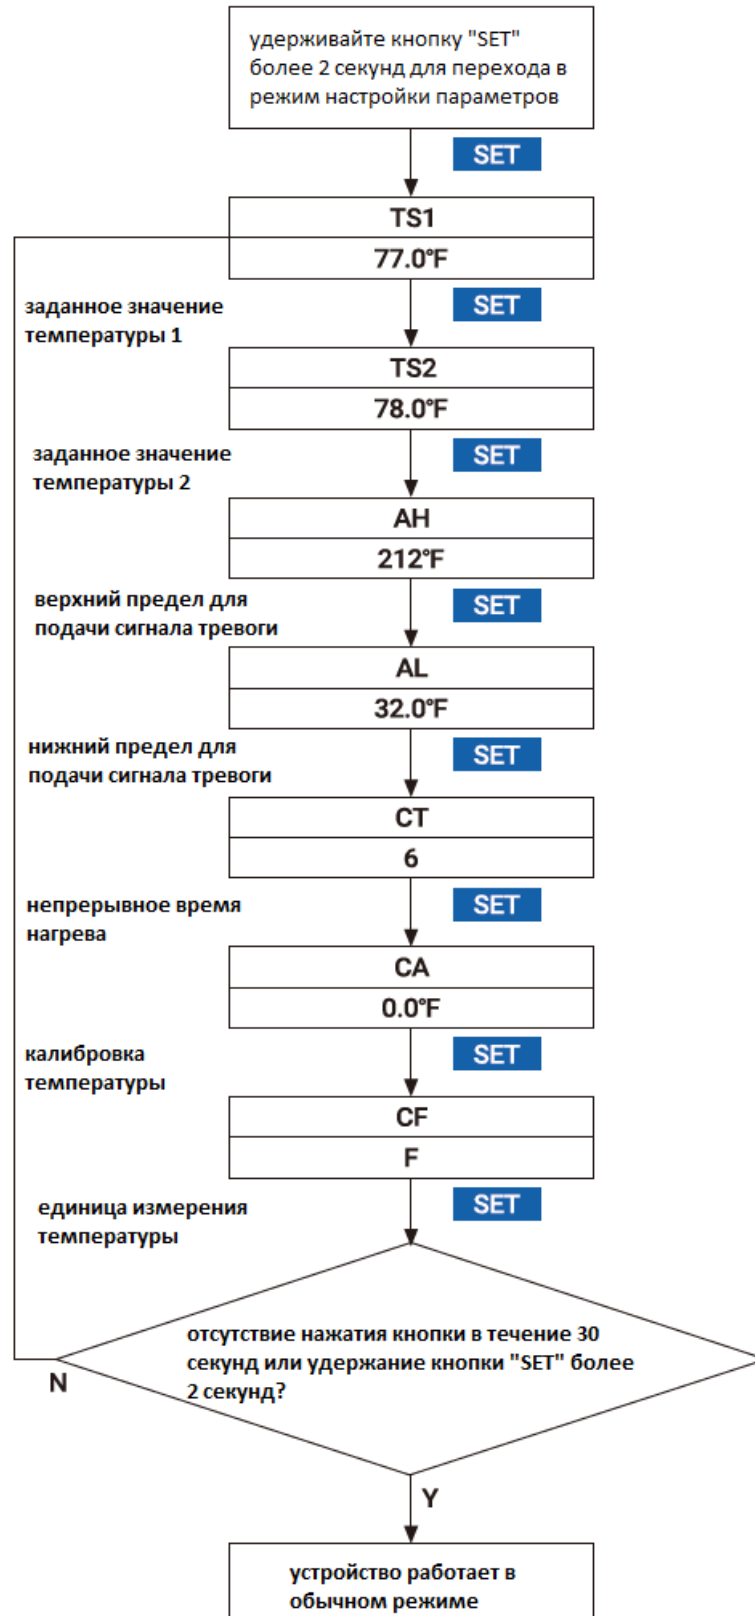 удерживайте кнопку "SET"
более 2 секунд для перехода в
режим настройки параметров
SET
TS1
77.0°F
SET
заданное значение
температуры 1
TS2
78.0°F
SET
заданное значение
температуры 2
AH
212°F
SET
верхний предел для
подачи сигнала тревоги
AL
32.0°F
SET
нижний предел для
подачи сигнала тревоги
CT
6
SET
непрерывное время
нагрева
CA
0.0°F
SET
калибровка
температуры
CF
F
SET
единица измерения
температуры
отсутствие нажатия кнопки в течение 30
секунд или удержание кнопки "SET" более
2 секунд?
N
Y
устройство работает в
обычном режиме